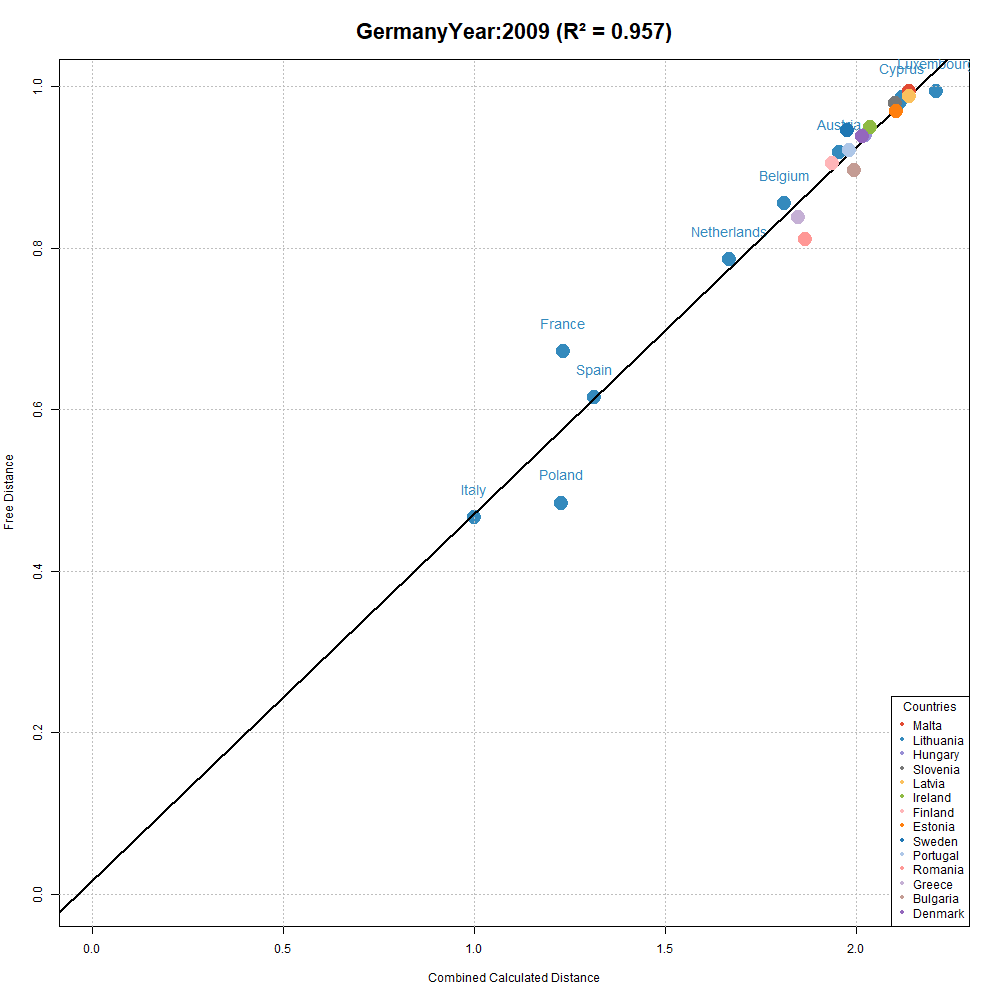 GermanyYear:2009 (R² = 0.957)
Luxembourg
Cyprus
Austria
Belgium
Netherlands
France
Spain
Poland
Italy
Free Distance
1.0
0.8
0.6
0.4
0.2
0.0
0.0 0.5 1.0 1.5 2.0
Combined Calculated Distance
Countries
Malta
Lithuania
Hungary
Slovenia
Latvia
Ireland
Finland
Estonia
Sweden
Portugal
Romania
Greece
Bulgaria
Denmark